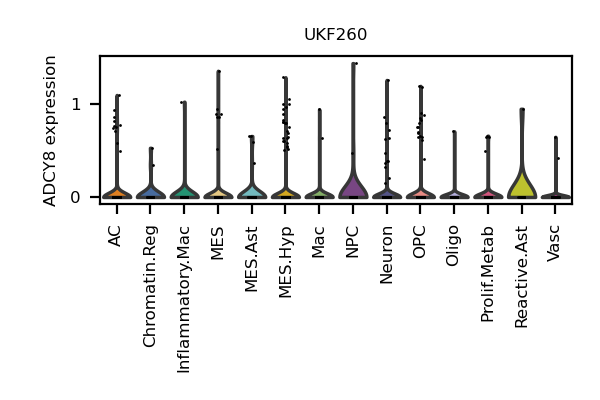 UKF260
ADCY8 expression
1
0
AC
Chromatin.Reg
Inflammatory.Mac
MES
MES.Ast
MES.Hyp
Mac
NPC
Neuron
OPC
Oligo
Prolif.Metab
Reactive.Ast
Vasc